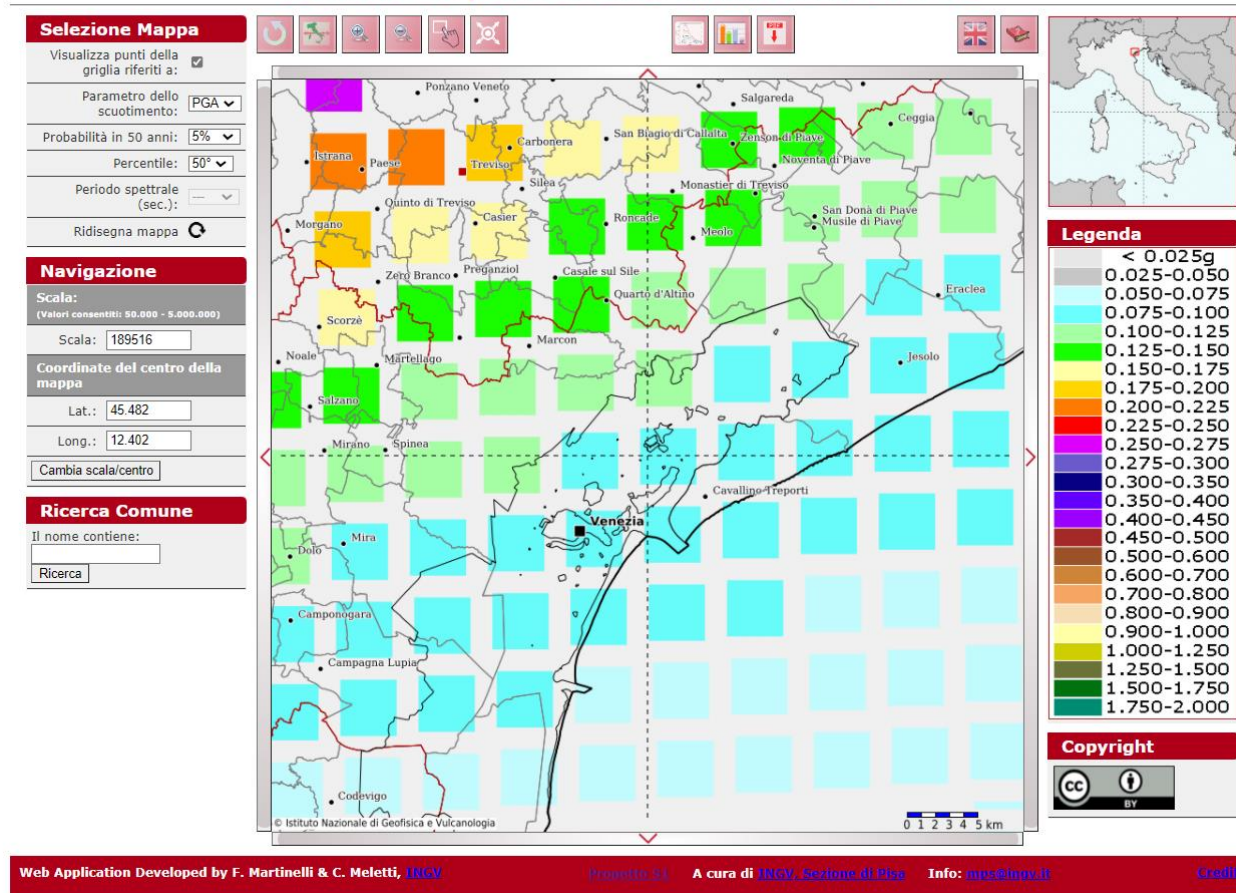 Selezione Mappa
Visualizza punti della
griglia riferiti a:
Parametro dello
scuotimento:
PGA
Probabilità in 50 anni: 5%
Percentile: 50°
Periodo spettrale
(sec.):
---
Ridisegna mappa
Navigazione
Scala:
(Valori consentiti: 50.000 - 5.000.000)
Scala: 189516
Coordinate del centro della
mappa
Lat.: 45.482
Long.: 12.402
Cambia scala/centro
Ricerca Comune
Il nome contiene:
Ricerca
PDF
Ponzano Veneto
Salgareda
Ceggia
Istrana
Paese
Treviso
Carbonera
San Biagio di Callalta
Zenson di Piave
Noventa di Piave
Silea
Monastier di Treviso
Quinto di Treviso
Morgano
Casier
Roncade
Meolo
San Donà di Piave
Musile di Piave
Zero Branco
Preganziol
Casale sul Sile
Quarto d'Altino
Eraclea
Scorzè
Marcon
Noale
Martellago
Jesolo
Salzano
Mirano
Spinea
Cavallino-Treporti
Venezia
Dolo
Mira
Camponogara
Campagna Lupia
Codevigo
© Istituto Nazionale di Geofisica e Vulcanologia
0 1 2 3 4 5 km
Legenda
< 0.025g
0.025-0.050
0.050-0.075
0.075-0.100
0.100-0.125
0.125-0.150
0.150-0.175
0.175-0.200
0.200-0.225
0.225-0.250
0.250-0.275
0.275-0.300
0.300-0.350
0.350-0.400
0.400-0.450
0.450-0.500
0.500-0.600
0.600-0.700
0.700-0.800
0.800-0.900
0.900-1.000
1.000-1.250
1.250-1.500
1.500-1.750
1.750-2.000
Copyright
cc
BY
Web Application Developed by F. Martinelli & C. Meletti, INGV Progetto S1 A cura di INGV, Sezione di Pisa Info: mps@ingv.it Credit